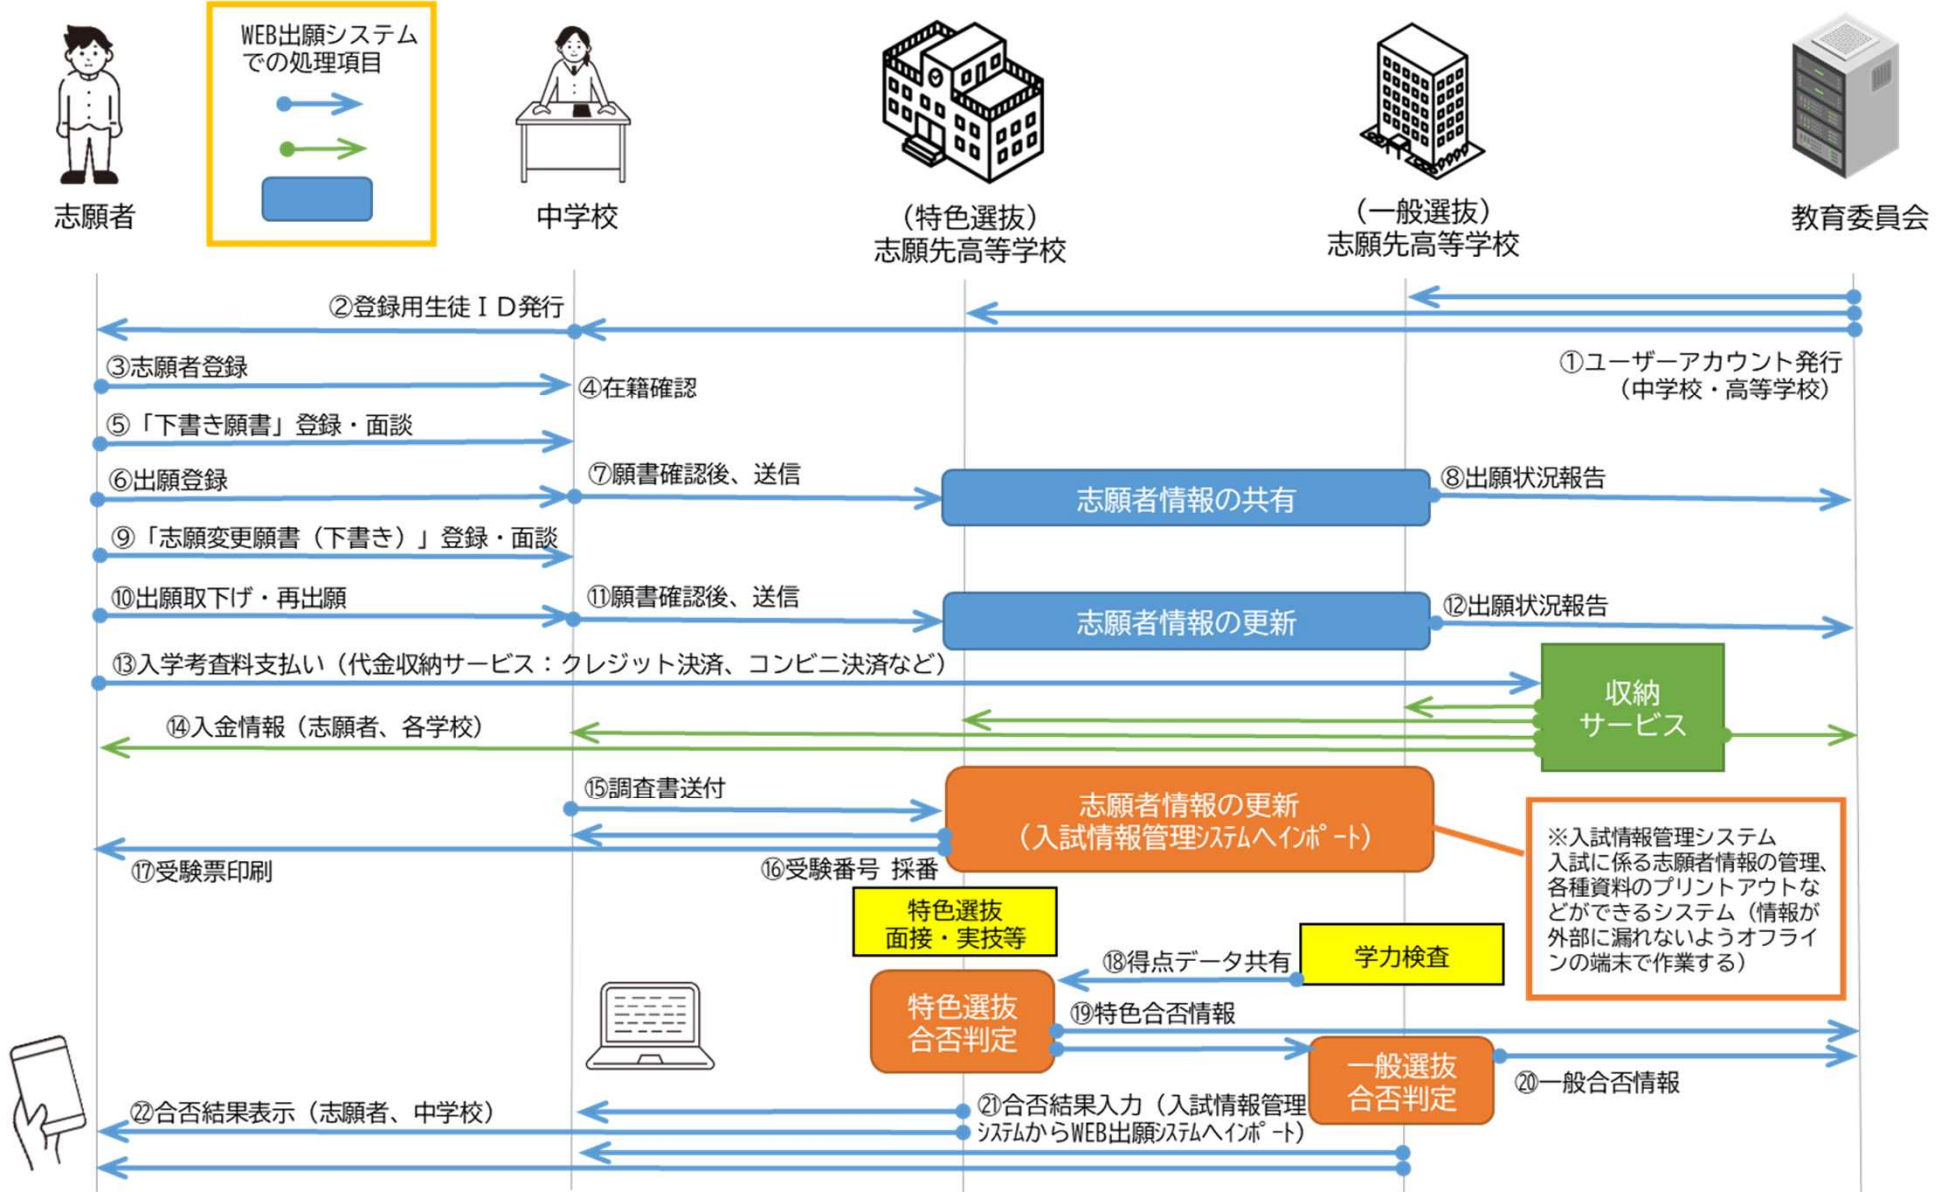 WEB出願システム
での処理項目
志願者
中学校
（特色選抜）
志願先高等学校
（一般選抜）
志願先高等学校
教育委員会
②登録用生徒ＩＤ発行
①ユーザーアカウント発行
（中学校・高等学校）
③志願者登録
④在籍確認
⑤「下書き願書」登録・面談
⑥出願登録
⑦願書確認後、送信
志願者情報の共有
⑧出願状況報告
⑨「志願変更願書（下書き）」登録・面談
⑩出願取下げ・再出願
⑪願書確認後、送信
志願者情報の更新
⑫出願状況報告
⑬入学考査料支払い（代金収納サービス：クレジット決済、コンビニ決済など）
収納
サービス
⑭入金情報（志願者、各学校）
⑮調査書送付
志願者情報の更新
（入試情報管理ｼｽﾃﾑへｲﾝﾎﾟｰﾄ）
⑰受験票印刷
⑯受験番号 採番
※入試情報管理システム
入試に係る志願者情報の管理、
各種資料のプリントアウトな
どができるシステム（情報が
外部に漏れないようオフライ
ンの端末で作業する）
特色選抜
面接・実技等
学力検査
⑱得点データ共有
特色選抜
合否判定
⑲特色合否情報
一般選抜
合否判定
⑳一般合否情報
㉑合否結果入力（入試情報管理
ｼｽﾃﾑからWEB出願ｼｽﾃﾑへｲﾝﾎﾟｰﾄ）
㉒合否結果表示（志願者、中学校）